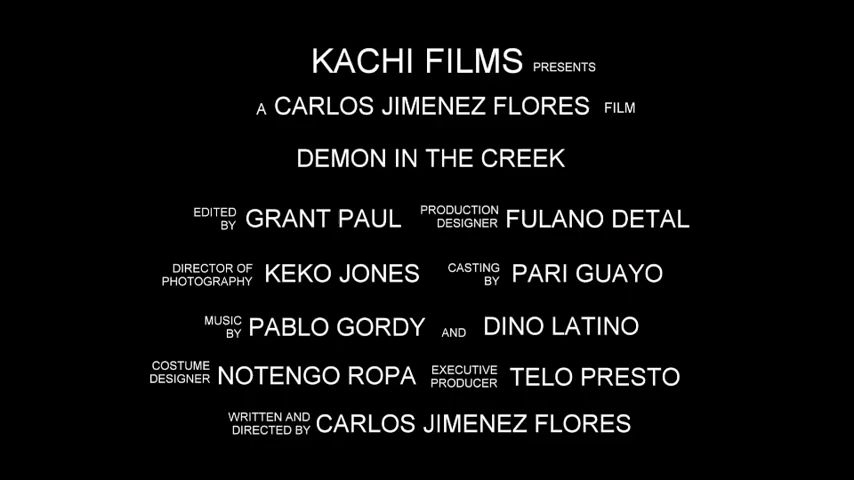 KACHI FILMS PRESENTS
A CARLOS JIMENEZ FLORES FILM
DEMON IN THE CREEK
EDITED BY GRANT PAUL PRODUCTION DESIGNER FULANO DETAL
DIRECTOR OF PHOTOGRAPHY KEKO JONES CASTING BY PARI GUAYO
MUSIC BY PABLO GORDY AND DINO LATINO
COSTUME DESIGNER NOTENGO ROPA EXECUTIVE PRODUCER TELO PRESTO
WRITTEN AND DIRECTED BY CARLOS JIMENEZ FLORES